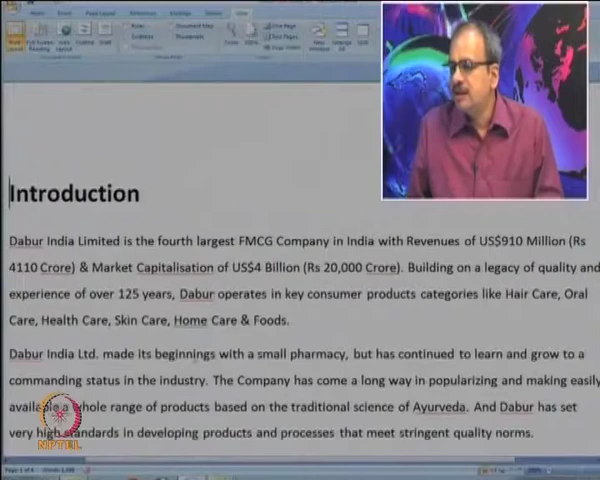 Introduction
Dabur India Limited is the fourth largest FMCG Company in India with Revenues of US$910 Million (Rs
4110 Crore) & Market Capitalisation of US$4 Billion (Rs 20,000 Crore). Building on a legacy of quality and
experience of over 125 years, Dabur operates in key consumer products categories like Hair Care, Oral
Care, Health Care, Skin Care, Home Care & Foods.
Dabur India Ltd. made its beginnings with a small pharmacy, but has continued to learn and grow to a
commanding status in the industry. The Company has come a long way in popularizing and making easily
available a whole range of products based on the traditional science of Ayurveda. And Dabur has set
very high standards in developing products and processes that meet stringent quality norms.
NPTEL